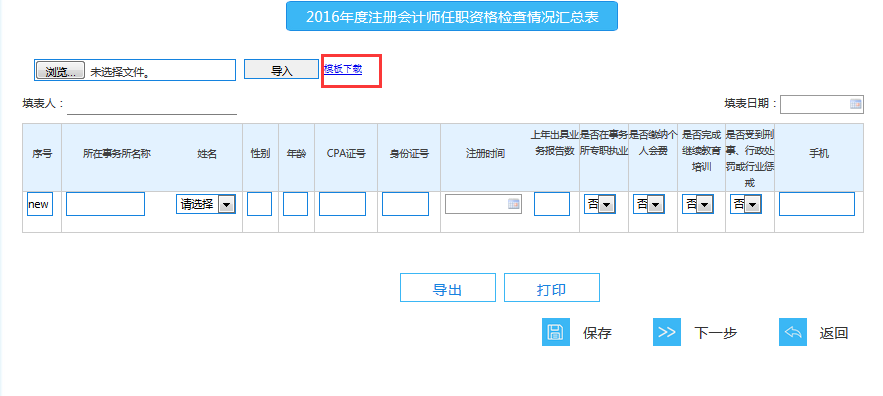 2016年度注册会计师任职资格检查情况汇总表
浏览... 未选择文件。 导入 模板下载
填表人： 填表日期：
序号 所在事务所名称 姓名 性别 年龄 CPA证号 身份证号 注册时间 上年出具业务报告数 是否在事务所专职执业 是否缴纳个人会费 是否完成继续教育培训 是否受到刑事、行政处罚或行业惩戒 手机
new 请选择 否 否 否 否
导出 打印
保存 下一步 返回